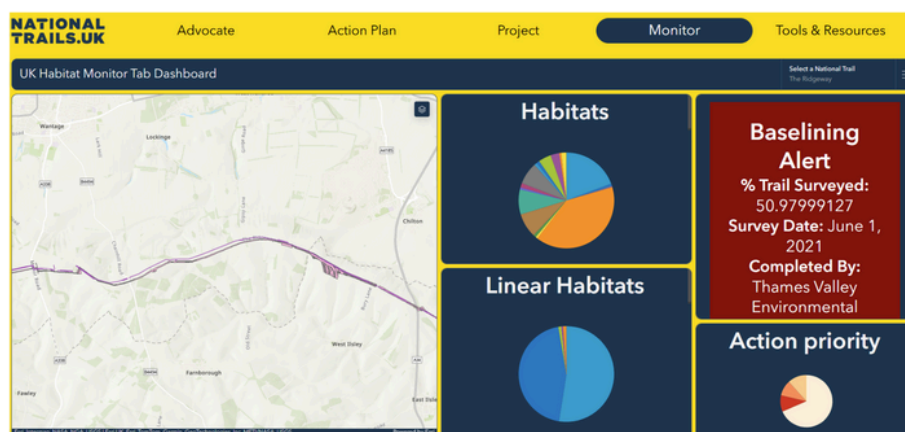 NATIONAL
TRAILS.UK
Advocate
Action Plan
Project
Monitor
Tools & Resources
UK Habitat Monitor Tab Dashboard
Select a National Trail
The Ridgeway
Wantage
Lockinge
Chilton
West Ilsley
Farnborough
Fawley
East Ilsle
Habitats
Linear Habitats
Baselining
Alert
% Trail Surveyed:
50.97999127
Survey Date: June 1,
2021
Completed By:
Thames Valley
Environmental
Action priority